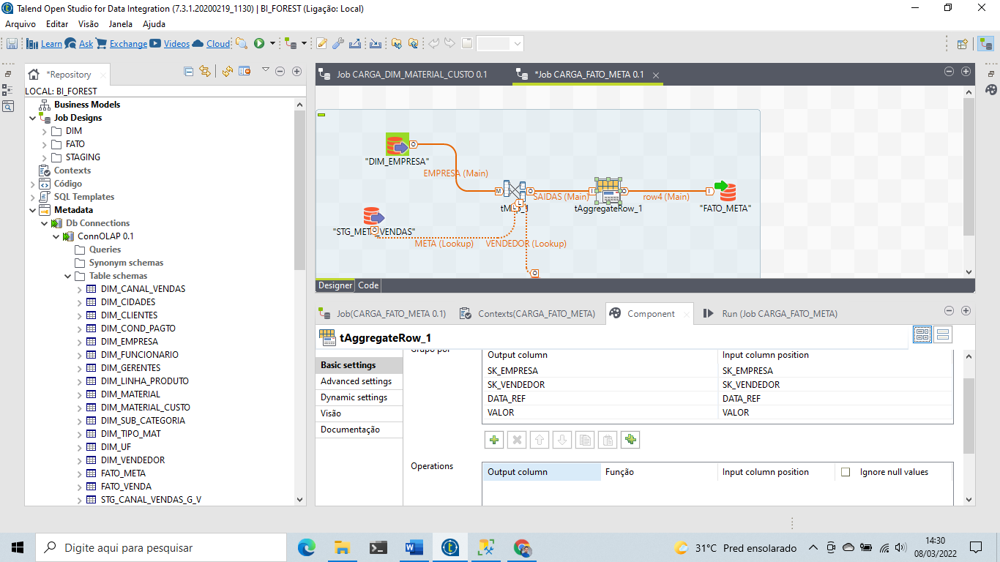 Talend Open Studio for Data Integration (7.3.1.20200219_1130) | BI_FOREST (Ligação: Local)
Arquivo Editar Visão Janela Ajuda
Learn Ask Exchange Videos Cloud
*Repository
LOCAL: BI_FOREST
Business Models
Job Designs
DIM
FATO
STAGING
Contexts
Código
SQL Templates
Metadata
Db Connections
ConnOLAP 0.1
Queries
Synonym schemas
Table schemas
DIM_CANAL_VENDAS
DIM_CIDADES
DIM_CLIENTES
DIM_COND_PAGTO
DIM_EMPRESA
DIM_FUNCIONARIO
DIM_GERENTES
DIM_LINHA_PRODUTO
DIM_MATERIAL
DIM_MATERIAL_CUSTO
DIM_SUB_CATEGORIA
DIM_TIPO_MAT
DIM_UF
DIM_VENDEDOR
FATO_META
FATO_VENDA
STG_CANAL_VENDAS_G_V
Job CARGA_DIM_MATERIAL_CUSTO 0.1 *Job CARGA_FATO_META 0.1
O
"DIM_EMPRESA"
EMPRESA (Main)
M O SAIDAS (Main) I O row4 (Main) I
tAggregateRow_1 "FATO_META"
O
META (Lookup) VENDEDOR (Lookup)
O
Designer Code
Job(CARGA_FATO_META 0.1) Contexts(CARGA_FATO_META) Component Run (Job CARGA_FATO_META)
tAggregateRow_1
Basic settings
Advanced settings
Dynamic settings
Visão
Documentação
Grupo por
Output column Input column position
SK_EMPRESA SK_EMPRESA
SK_VENDEDOR SK_VENDEDOR
DATA_REF DATA_REF
VALOR VALOR
Operations
Output column Função Input column position Ignore null values
Digite aqui para pesquisar
31°C Pred ensolarado
14:30
08/03/2022